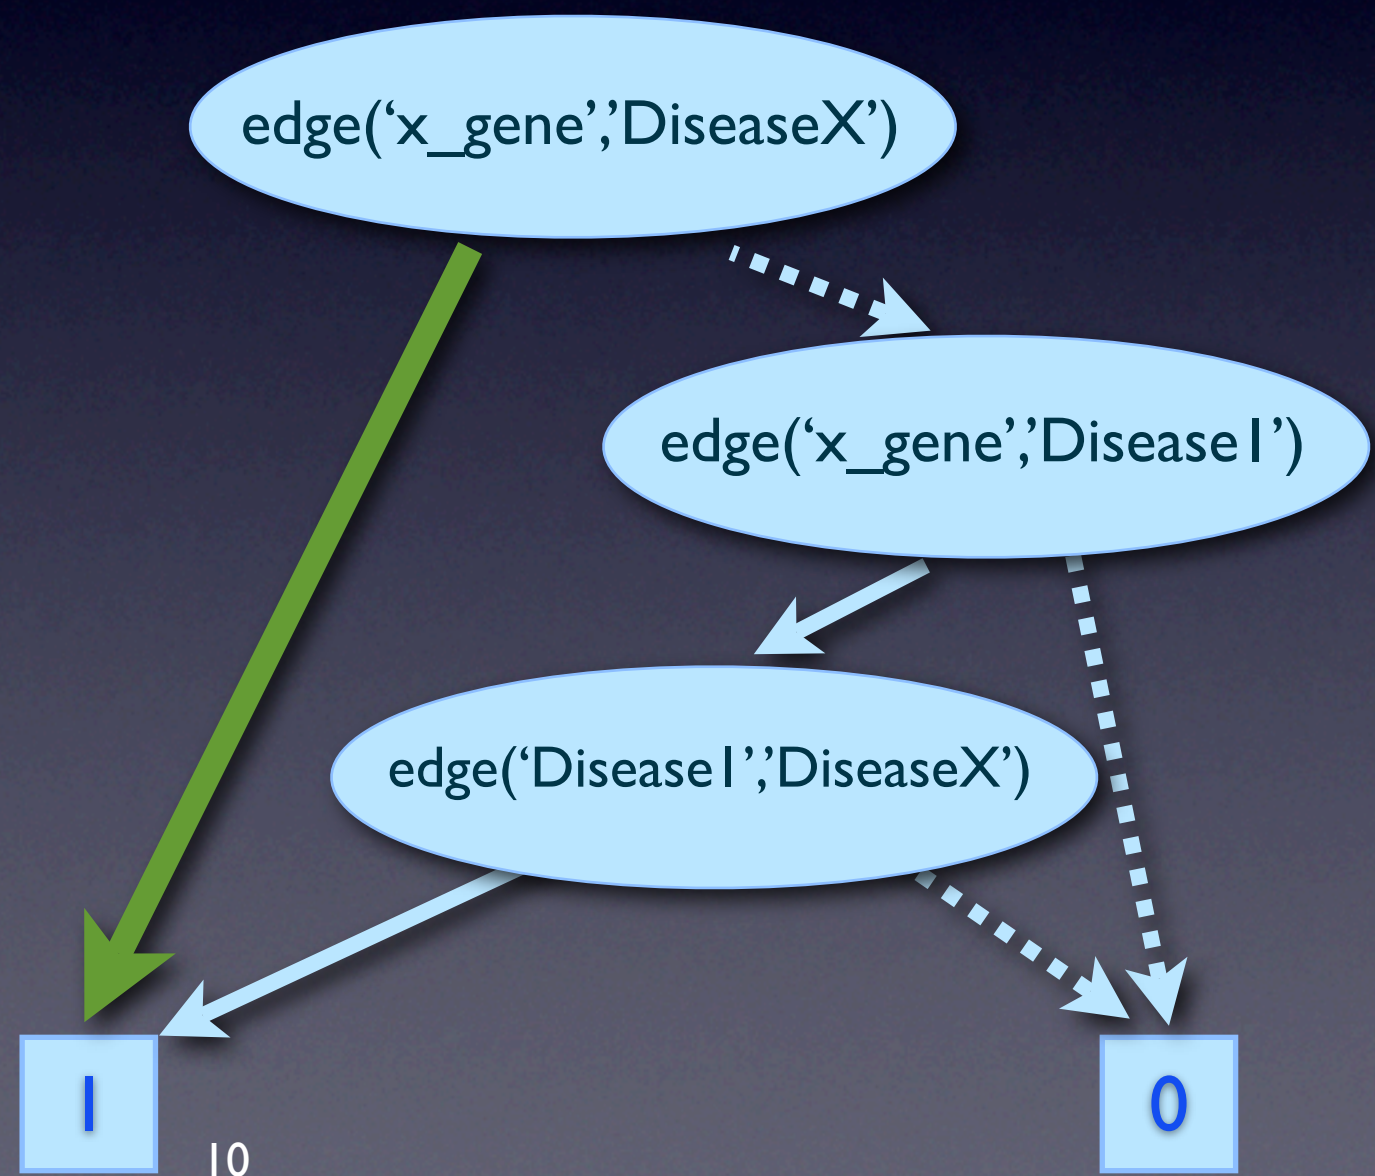 edge(‘x_gene’,’DiseaseX’)
edge(‘x_gene’,’Disease1’)
edge(‘Disease1’,’DiseaseX’)
1
0
10